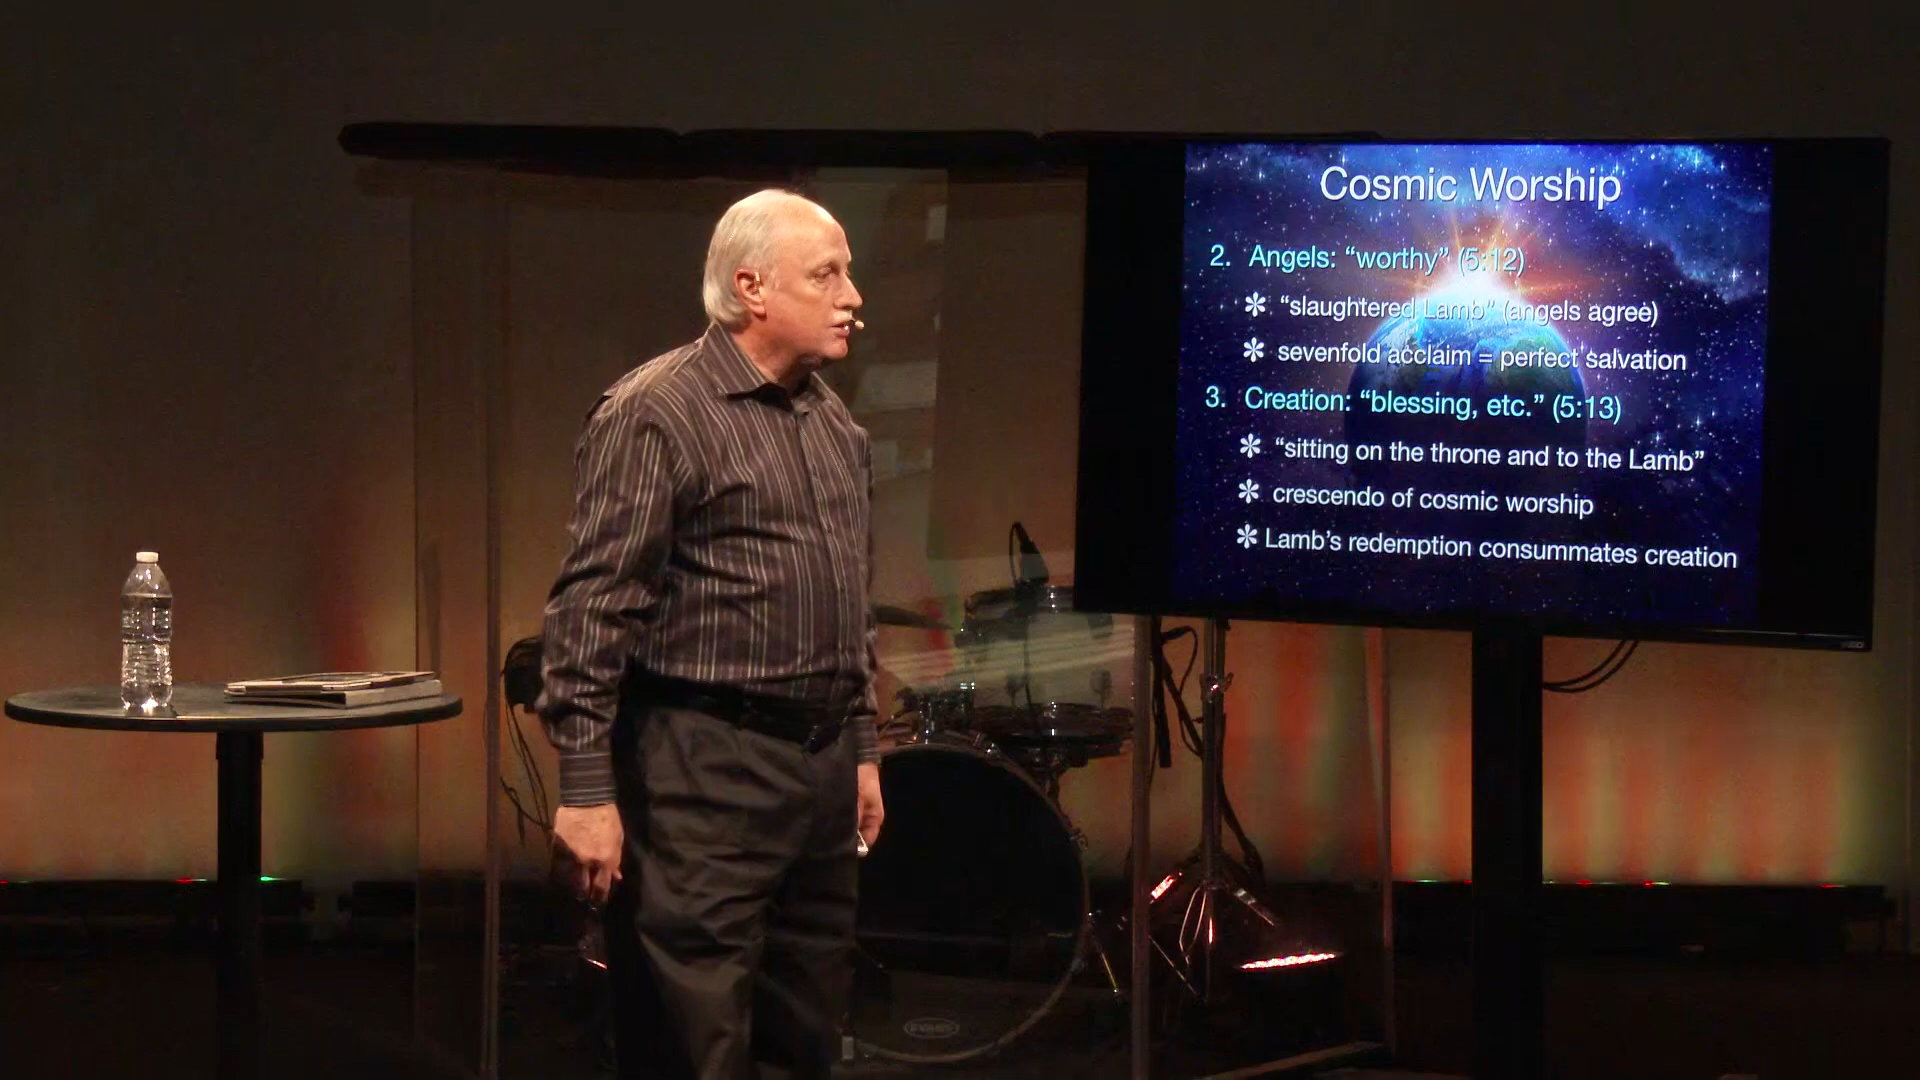 Cosmic Worship
2. Angels: “worthy” (5:12)
✻ “slaughtered Lamb” (angels agree)
✻ sevenfold acclaim = perfect salvation
3. Creation: “blessing, etc.” (5:13)
✻ “sitting on the throne and to the Lamb”
✻ crescendo of cosmic worship
✻ Lamb’s redemption consummates creation